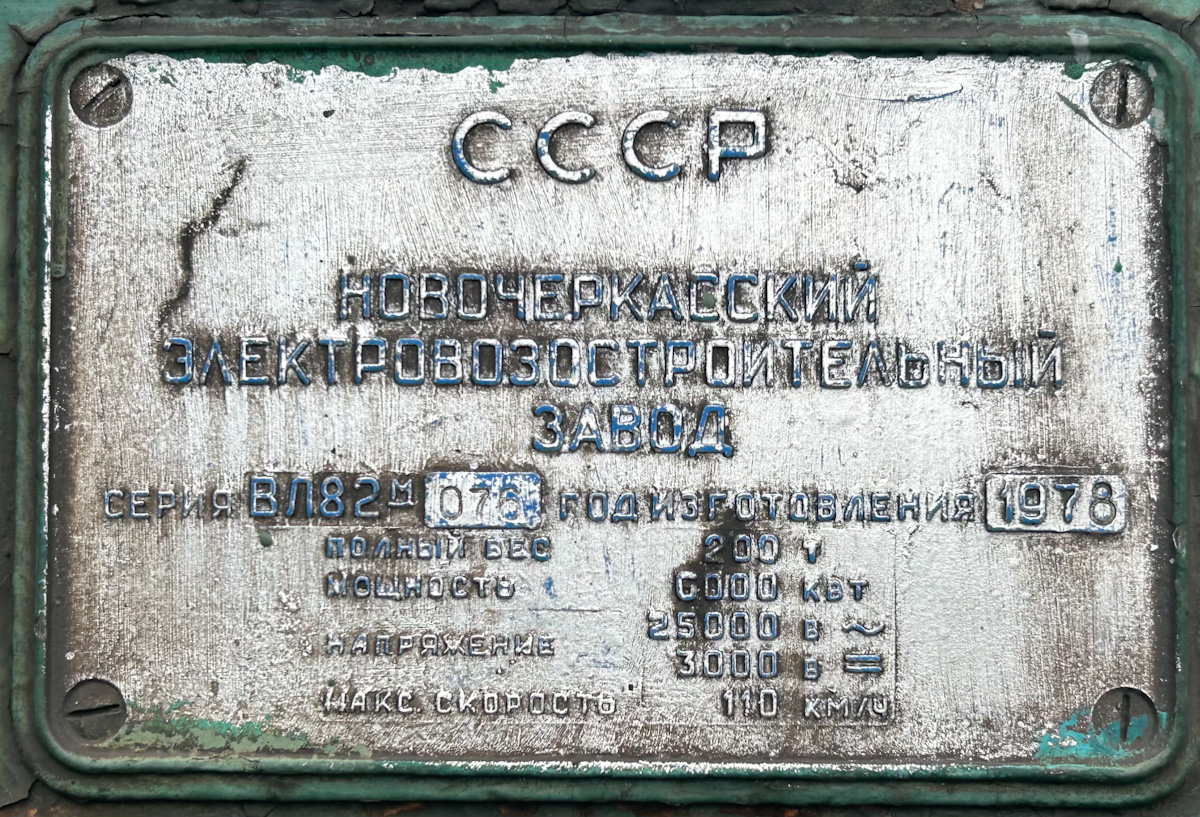 СССР
НОВОЧЕРКАССКИЙ
ЭЛЕКТРОВОЗОСТРОИТЕЛЬНЫЙ
ЗАВОД
СЕРИЯ ВЛ82М 076 ГОД ИЗГОТОВЛЕНИЯ 1978
ПОЛНЫЙ ВЕС 200 Т
МОЩНОСТЬ 6000 КВТ
НАПРЯЖЕНИЕ 25000 В ~
3000 В =
МАКС. СКОРОСТЬ 110 КМ/Ч